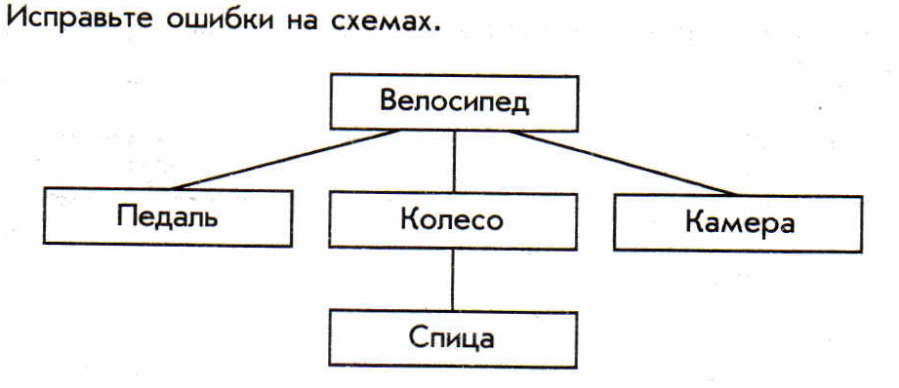 Исправьте ошибки на схемах.
Велосипед
Педаль
Колесо
Камера
Спица